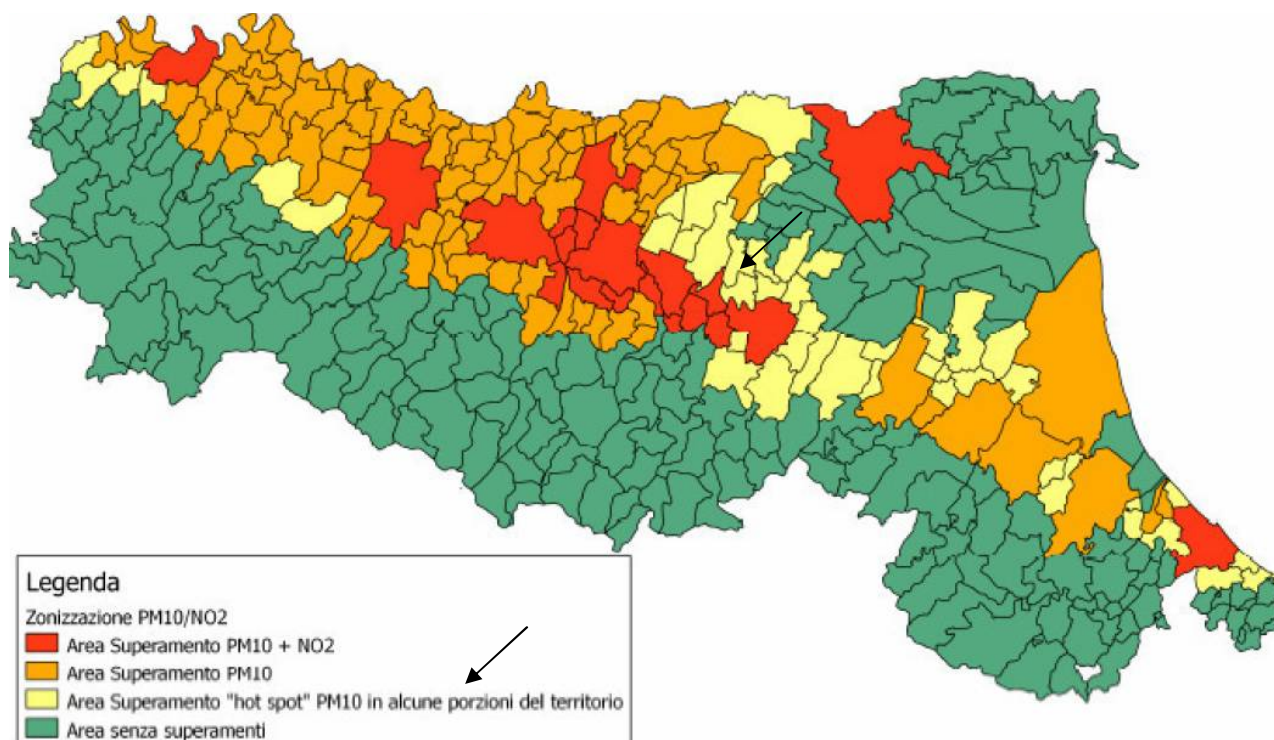 Legenda
Zonizzazione PM10/NO2
Area Superamento PM10 + NO2
Area Superamento PM10
Area Superamento "hot spot" PM10 in alcune porzioni del territorio
Area senza superamenti